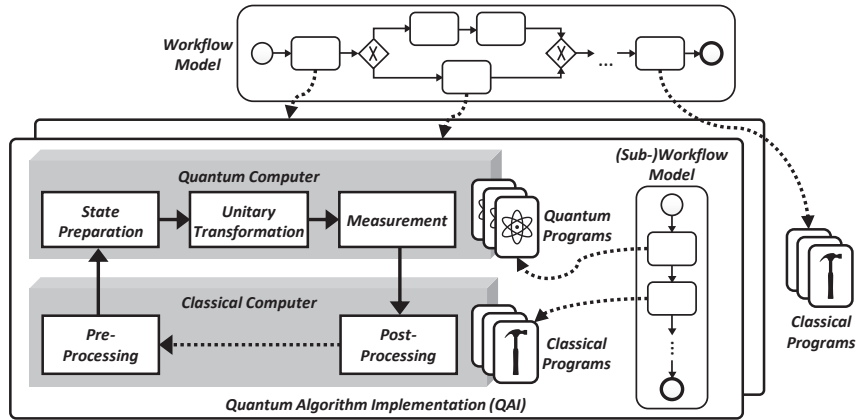 Workflow
Model
X
X
...
...
Quantum Computer
State
Preparation
Unitary
Transformation
Measurement
Quantum
Programs
(Sub-)Workflow
Model
Classical Computer
Pre-
Processing
Post-
Processing
Classical
Programs
Classical
Programs
Quantum Algorithm Implementation (QAI)